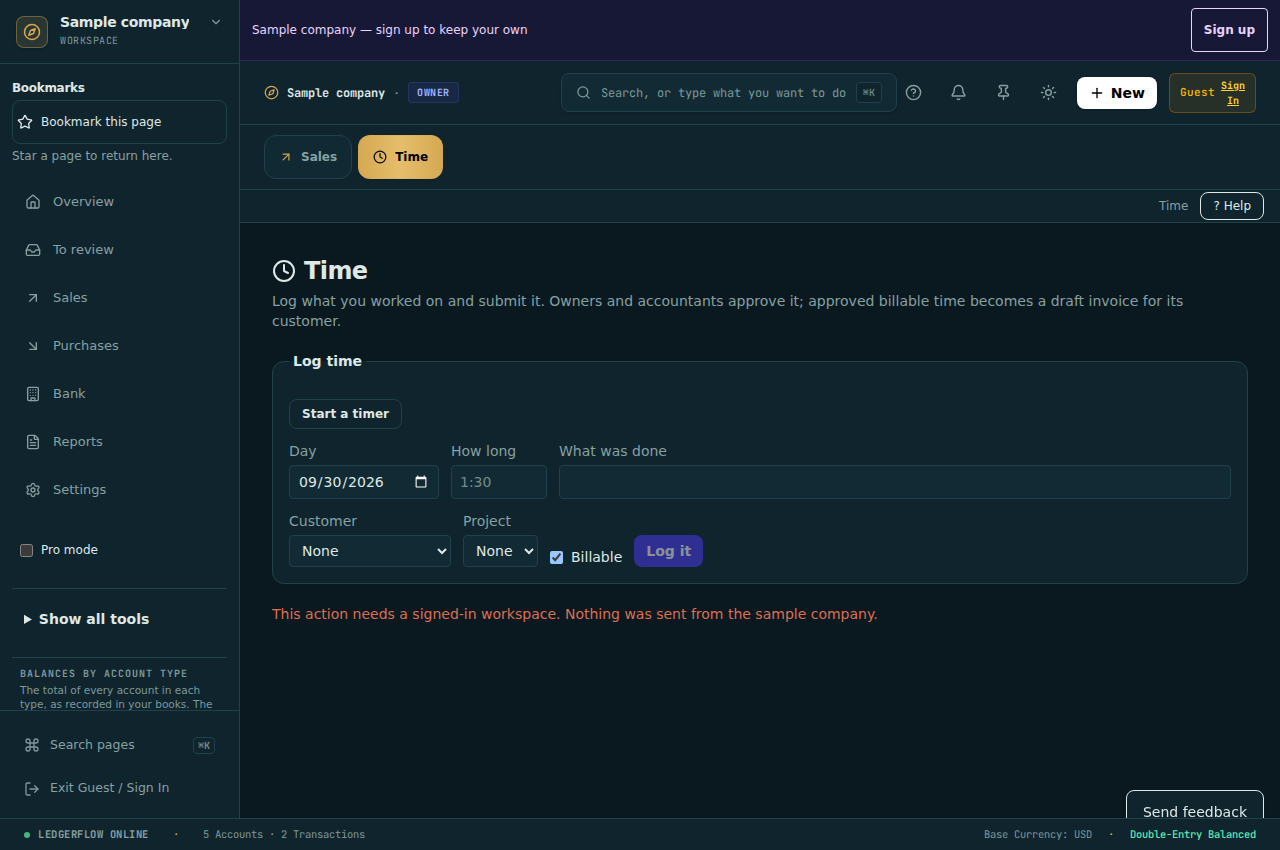 Sample company
WORKSPACE
Bookmarks
Bookmark this page
Star a page to return here.
Overview
To review
Sales
Purchases
Bank
Reports
Settings
Pro mode
Show all tools
BALANCES BY ACCOUNT TYPE
The total of every account in each
type, as recorded in your books. The
Search pages ⌘K
Exit Guest / Sign In
Sample company — sign up to keep your own
Sign up
Sample company · OWNER
Search, or type what you want to do ⌘K
New
Guest Sign In
Sales
Time
Time
? Help
Time
Log what you worked on and submit it. Owners and accountants approve it; approved billable time becomes a draft invoice for its
customer.
Log time
Start a timer
Day How long What was done
09/30/2026 1:30
Customer Project
None None Billable Log it
This action needs a signed-in workspace. Nothing was sent from the sample company.
Send feedback
LEDGERFLOW ONLINE · 5 Accounts · 2 Transactions
Base Currency: USD · Double-Entry Balanced